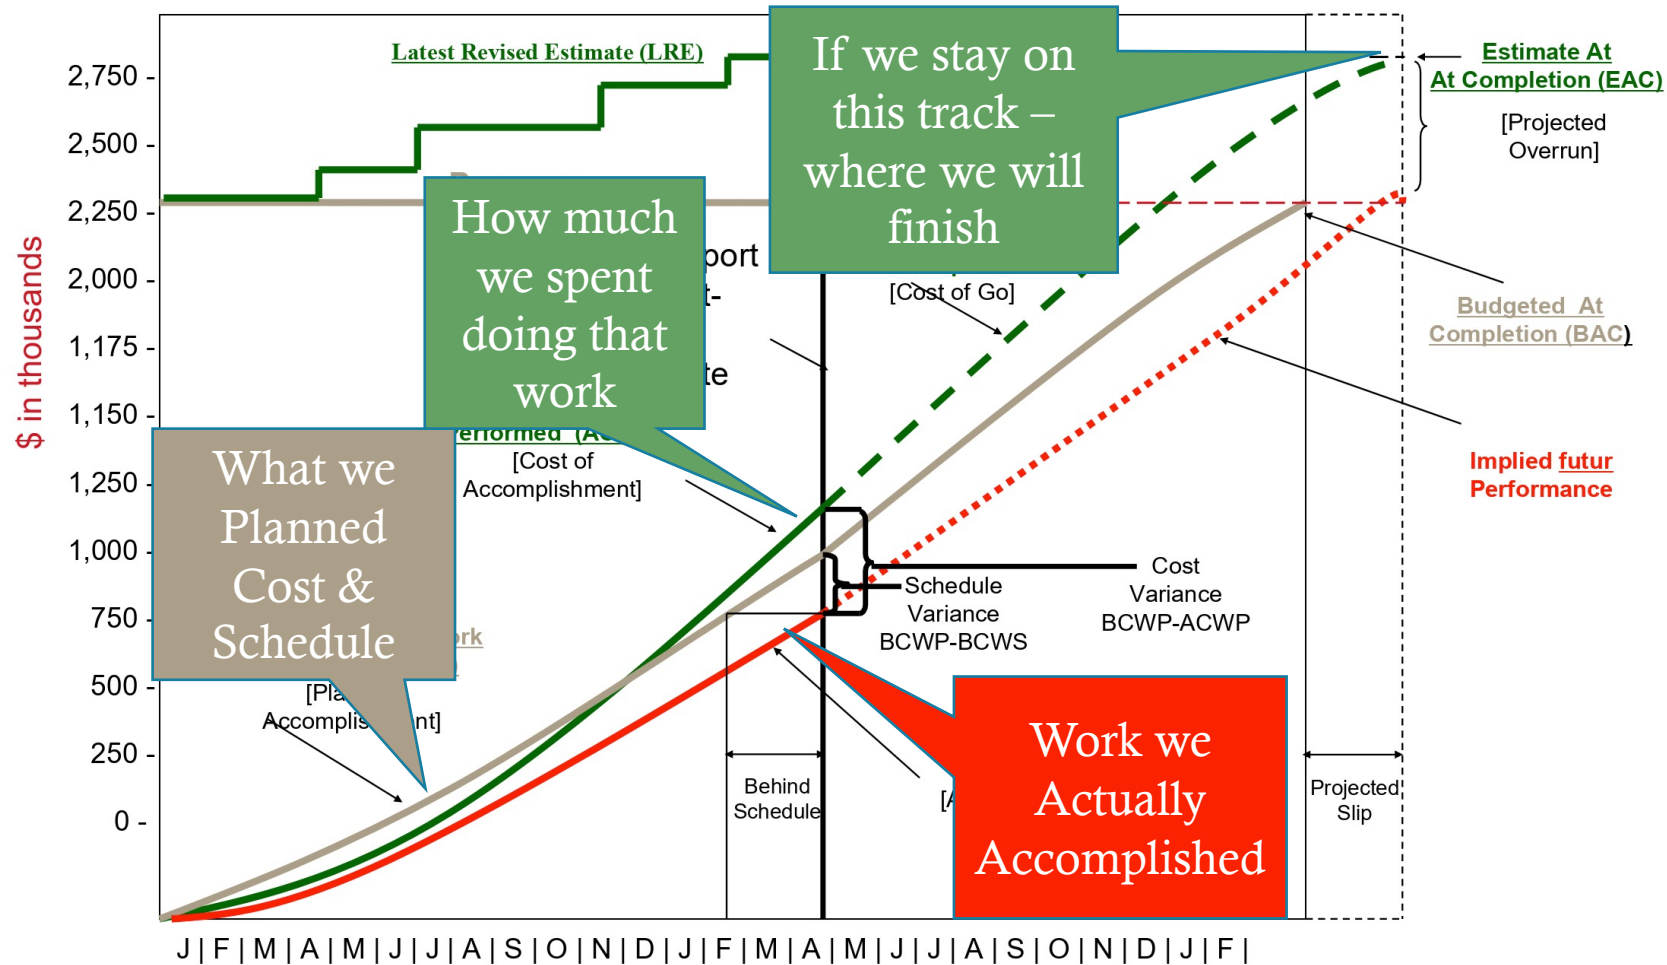 Latest Revised Estimate (LRE)
If we stay on
this track –
where we will
finish
Estimate At
At Completion (EAC)
[Projected
Overrun]
How much
we spent
doing that
work
port
t-
te
[Cost of Go]
Budgeted At
Completion (BAC)
$ in thousands
2,750 -
2,500 -
2,250 -
2,000 -
1,175 -
1,150 -
1,250 -
1,000 -
750 -
500 -
250 -
0 -
[Cost of
Accomplishment]
What we
Planned
Cost &
Schedule
Implied futur
Performance
Cost
Variance
BCWP-ACWP
Schedule
Variance
BCWP-BCWS
ork
Work we
Actually
Accomplished
Behind
Schedule
Projected
Slip
J | F | M | A | M | J | J | A | S | O | N | D | J | F | M | A | M | J | J | A | S | O | N | D | J | F |